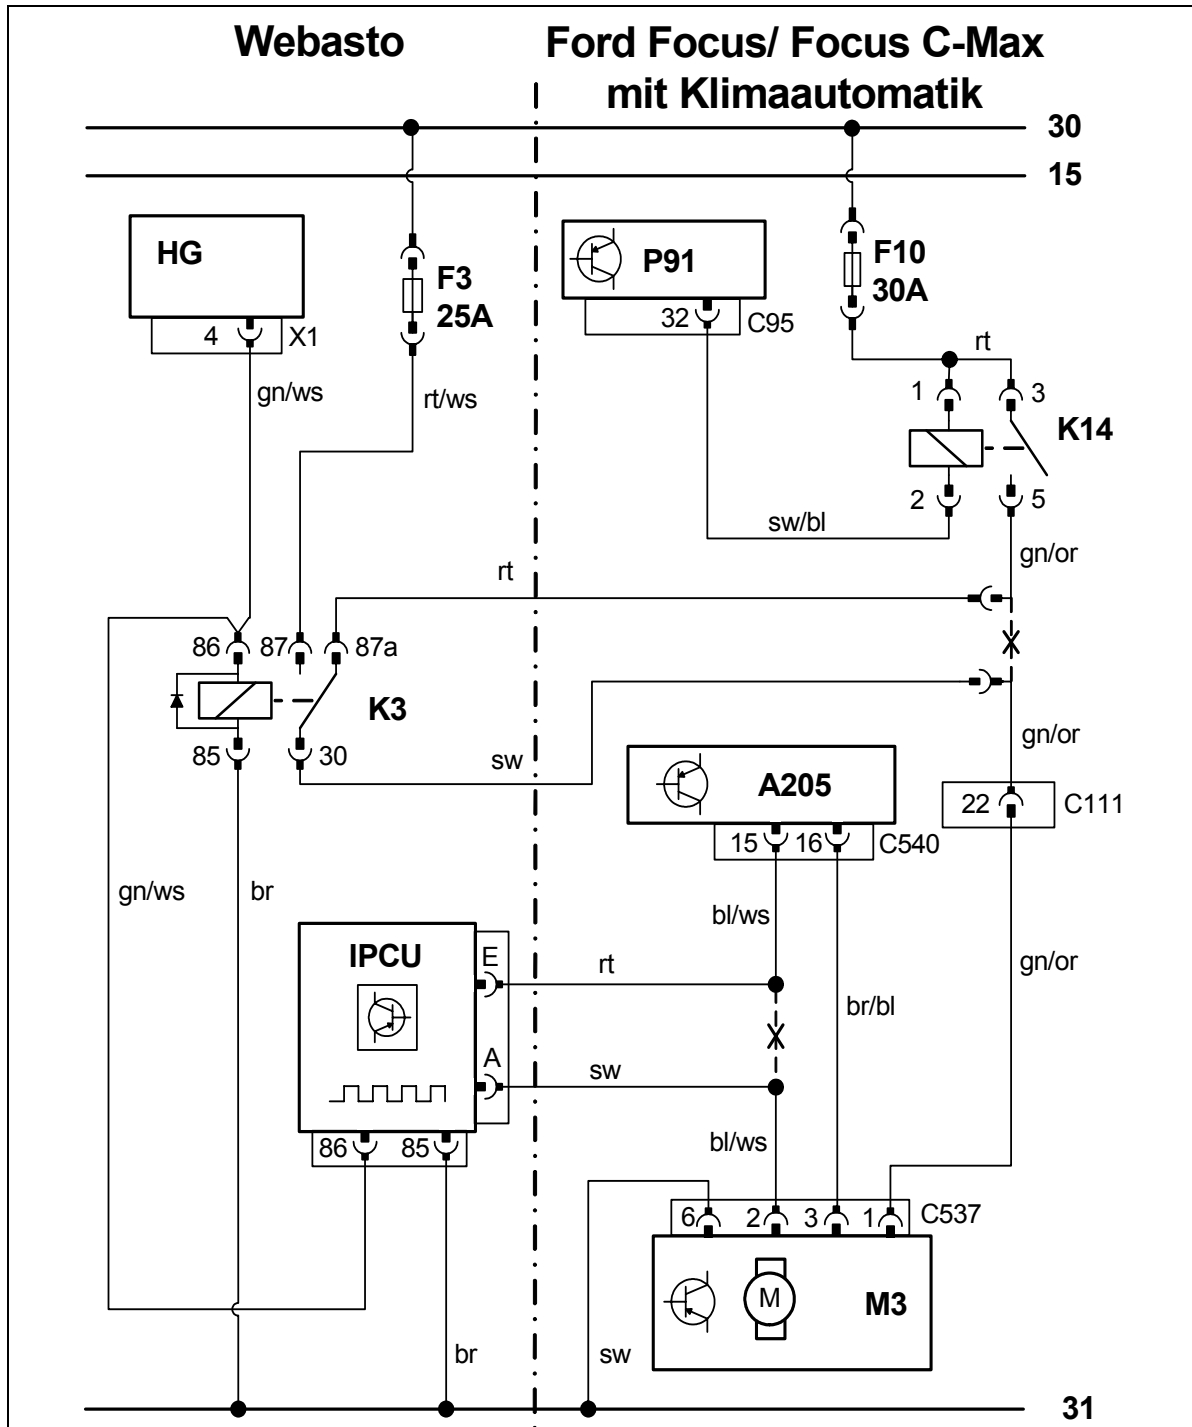 Webasto
Ford Focus/ Focus C-Max
mit Klimaautomatik
30
15
HG
4
X1
F3
25A
P91
32
C95
F10
30A
rt
gn/ws
rt/ws
1
3
K14
2
5
sw/bl
gn/or
rt
86
87
87a
K3
85
30
sw
gn/or
A205
22
C111
15
16
C540
gn/ws
br
bl/ws
IPCU
E
rt
br/bl
gn/or
A
sw
86
85
bl/ws
6
2
3
1
C537
M
M3
br
sw
31